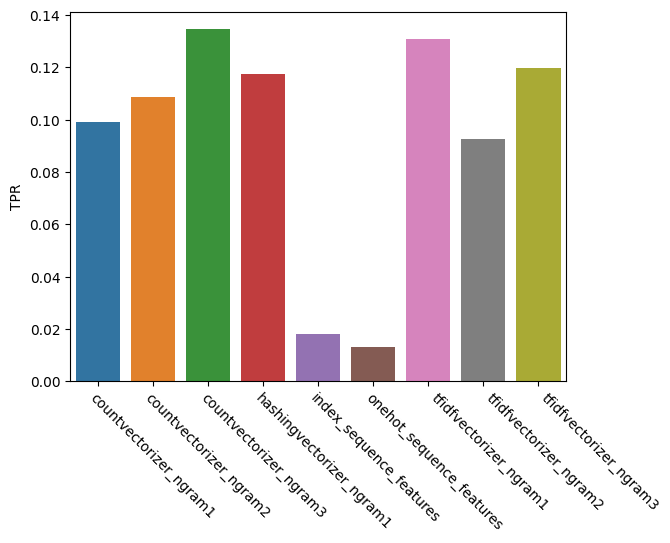 0.14
0.12
0.10
0.08
0.06
0.04
0.02
0.00
TPR
countvectorizer_ngram1
countvectorizer_ngram2
countvectorizer_ngram3
hashingvectorizer_ngram1
index_sequence_features
onehot_sequence_features
tfidfvectorizer_ngram1
tfidfvectorizer_ngram2
tfidfvectorizer_ngram3